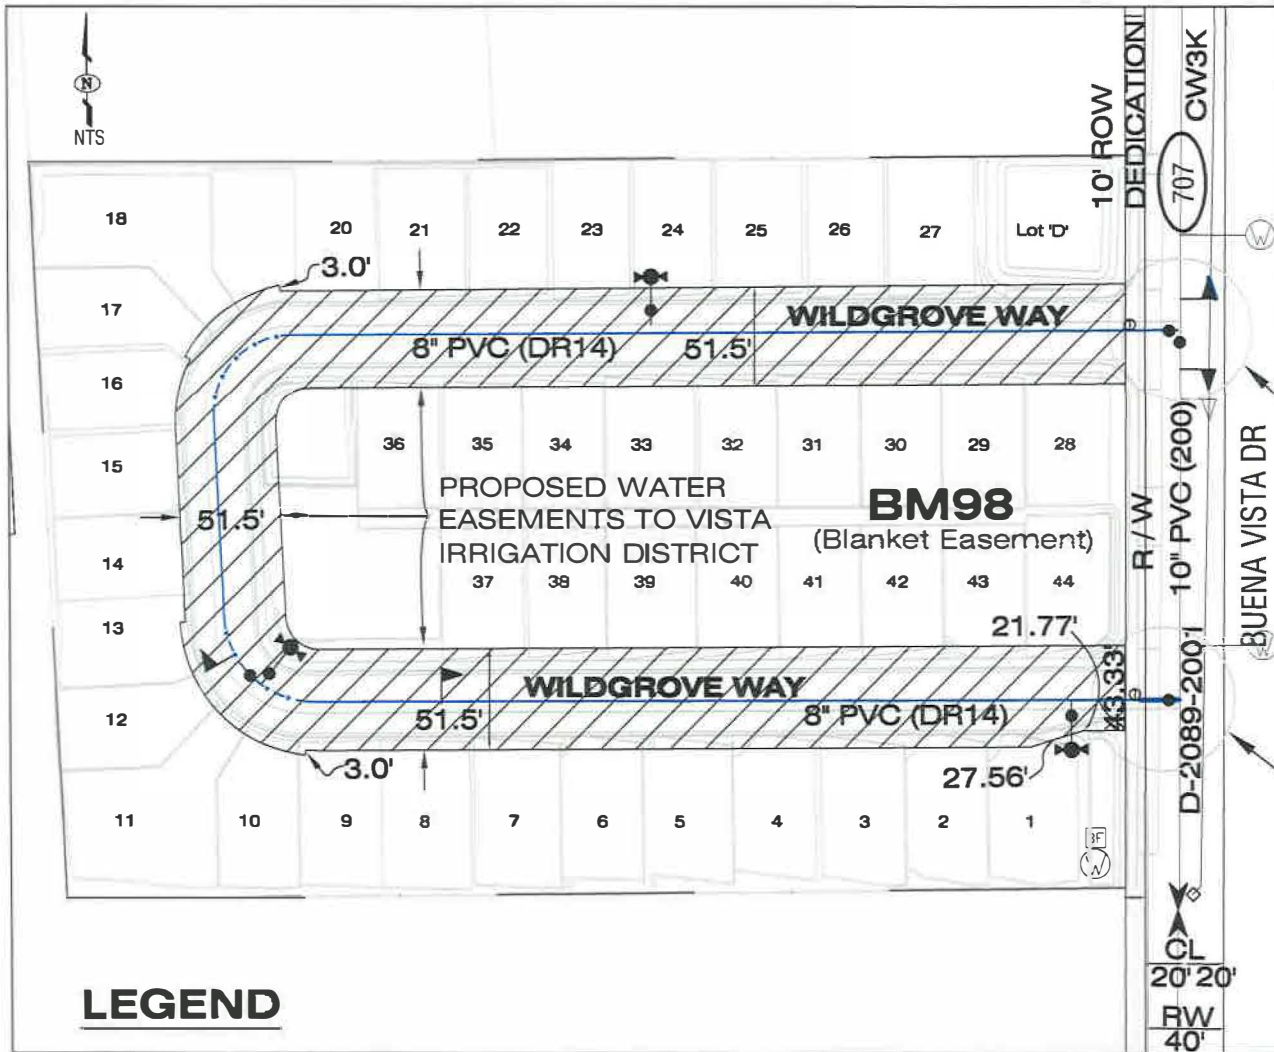 N
NTS
10' ROW
DEDICATION
CW3K
707
W
18
20
21
22
23
24
25
26
27
Lot 'D'
3.0'
17
WILDGROVE WAY
8" PVC (DR14)
51.5'
16
36
35
34
33
32
31
30
29
28
15
PROPOSED WATER
EASEMENTS TO VISTA
IRRIGATION DISTRICT
51.5'
BM98
(Blanket Easement)
R/W
10" PVC (200)
BUENA VISTA DR
14
37
38
39
40
41
42
43
44
13
21.77'
W
43.33'
WILDGROVE WAY
51.5'
8" PVC (DR14)
D-2089-2001
12
3.0'
27.56'
11
10
9
8
7
6
5
4
3
2
1
BF
W
CL
20' 20'
RW
40'
LEGEND